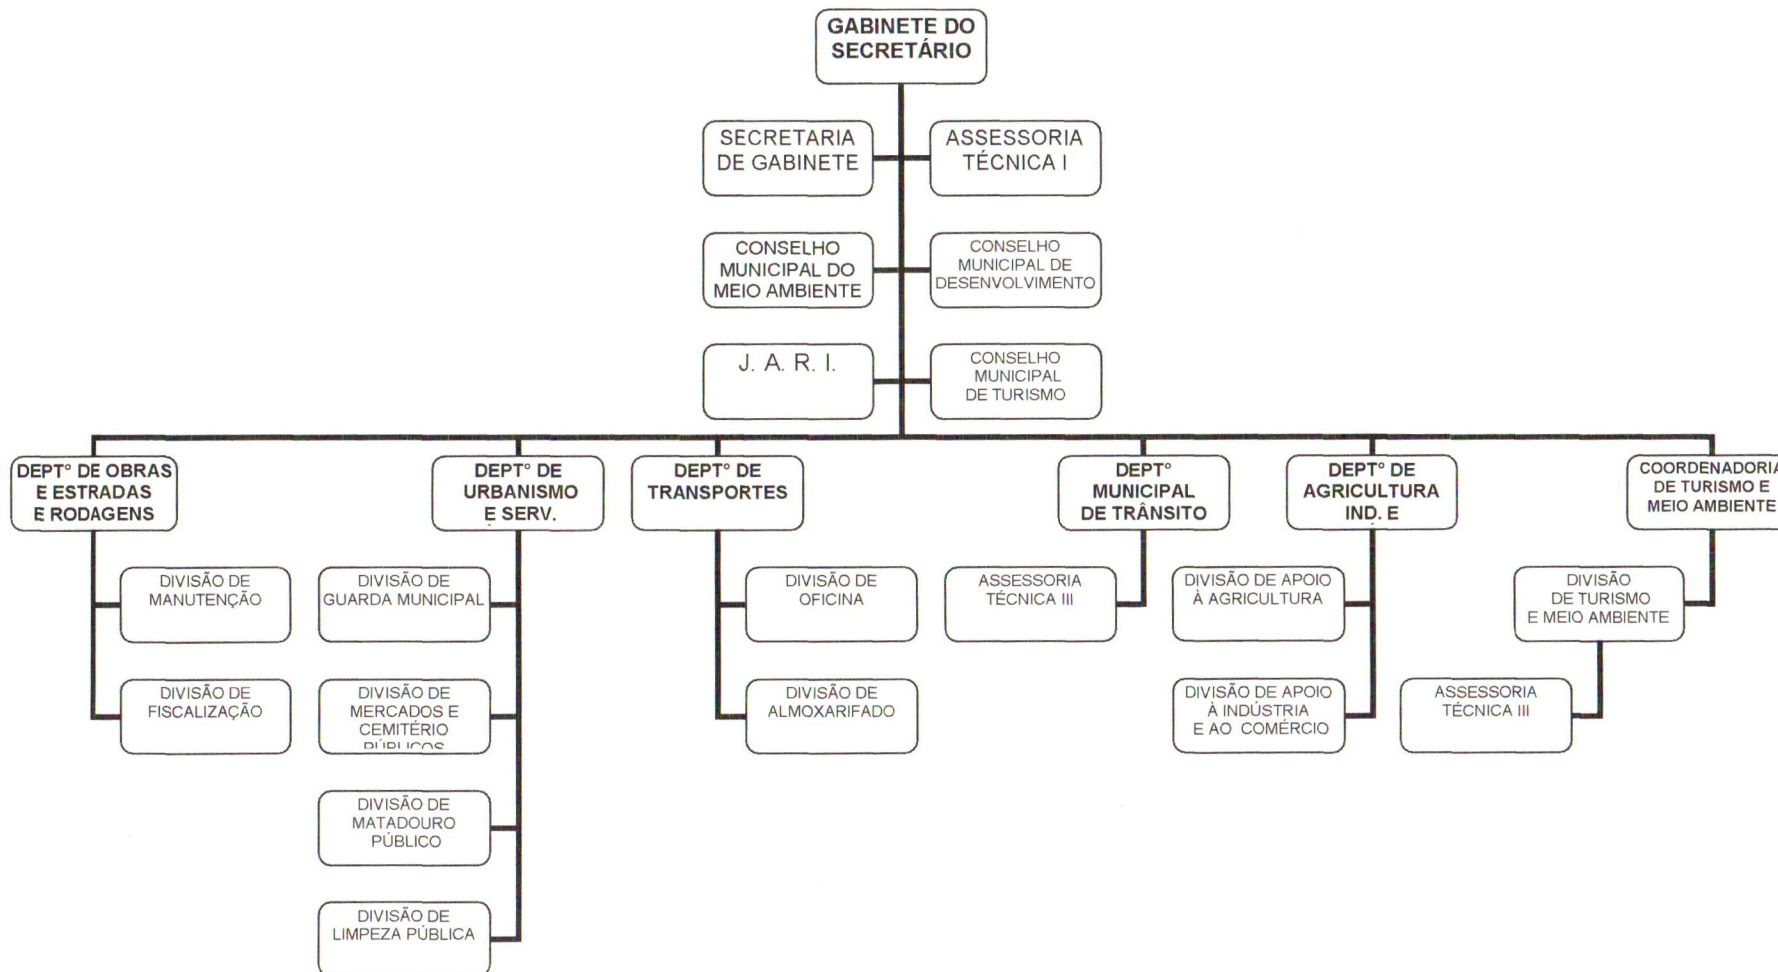 GABINETE DO
SECRETÁRIO
SECRETARIA
DE GABINETE
ASSESSORIA
TÉCNICA I
CONSELHO
MUNICIPAL DO
MEIO AMBIENTE
CONSELHO
MUNICIPAL DE
DESENVOLVIMENTO
J. A. R. I.
CONSELHO
MUNICIPAL
DE TURISMO
DEPTº DE OBRAS
E ESTRADAS
E RODAGENS
DEPTº DE
URBANISMO
E SERV.
DEPTº DE
TRANSPORTES
DEPTº
MUNICIPAL
DE TRÂNSITO
DEPTº DE
AGRICULTURA
IND. E
COORDENADORIA
DE TURISMO E
MEIO AMBIENTE
DIVISÃO DE
MANUTENÇÃO
DIVISÃO DE
GUARDA MUNICIPAL
DIVISÃO DE
OFICINA
ASSESSORIA
TÉCNICA III
DIVISÃO DE APOIO
À AGRICULTURA
DIVISÃO
DE TURISMO
E MEIO AMBIENTE
DIVISÃO DE
FISCALIZAÇÃO
DIVISÃO DE
MERCADOS E
CEMITÉRIO
PÚBLICOS
DIVISÃO DE
ALMOXARIFADO
DIVISÃO DE APOIO
À INDÚSTRIA
E AO COMÉRCIO
ASSESSORIA
TÉCNICA III
DIVISÃO DE
MATADOURO
PÚBLICO
DIVISÃO DE
LIMPEZA PÚBLICA